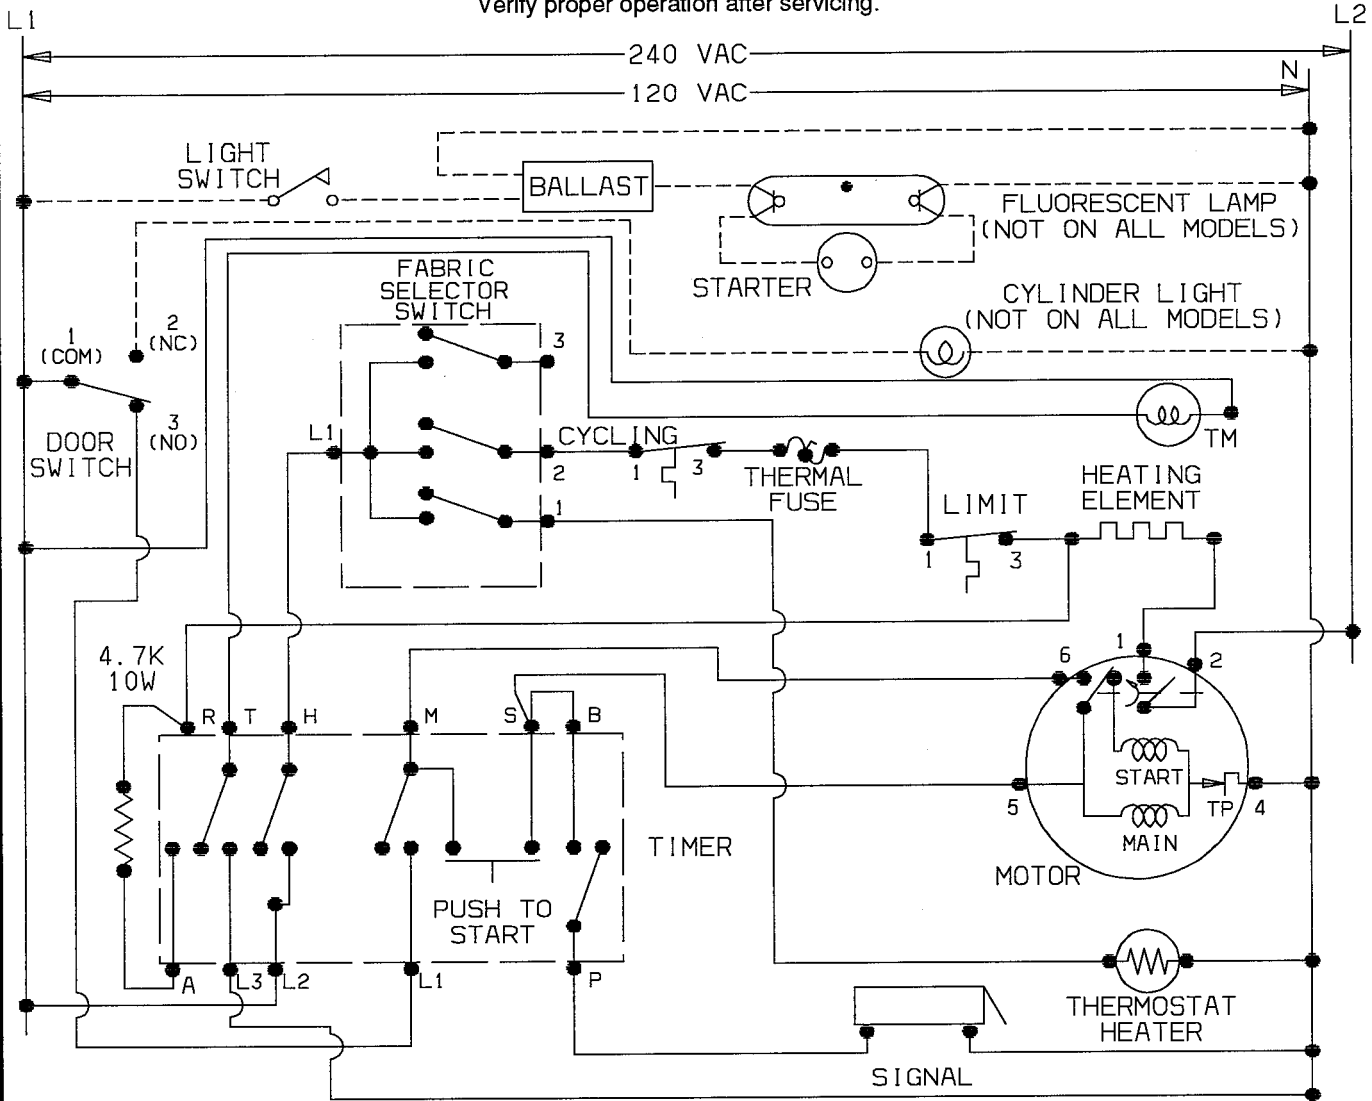 Verify proper operation after servicing.
L1
L2
240 VAC
N
120 VAC
LIGHT
SWITCH
BALLAST
FLUORESCENT LAMP
(NOT ON ALL MODELS)
STARTER
FABRIC
SELECTOR
SWITCH
CYLINDER LIGHT
(NOT ON ALL MODELS)
1
(COM)
2
(NC)
3
(NO)
DOOR
SWITCH
3
L1
CYCLING
2
1
3
THERMAL
FUSE
TM
HEATING
ELEMENT
1
LIMIT
1
3
4.7K
10W
6
1
2
R
T
H
M
S
B
START
5
TP
4
MAIN
MOTOR
TIMER
PUSH TO
START
A
L3
L2
L1
P
THERMOSTAT
HEATER
SIGNAL